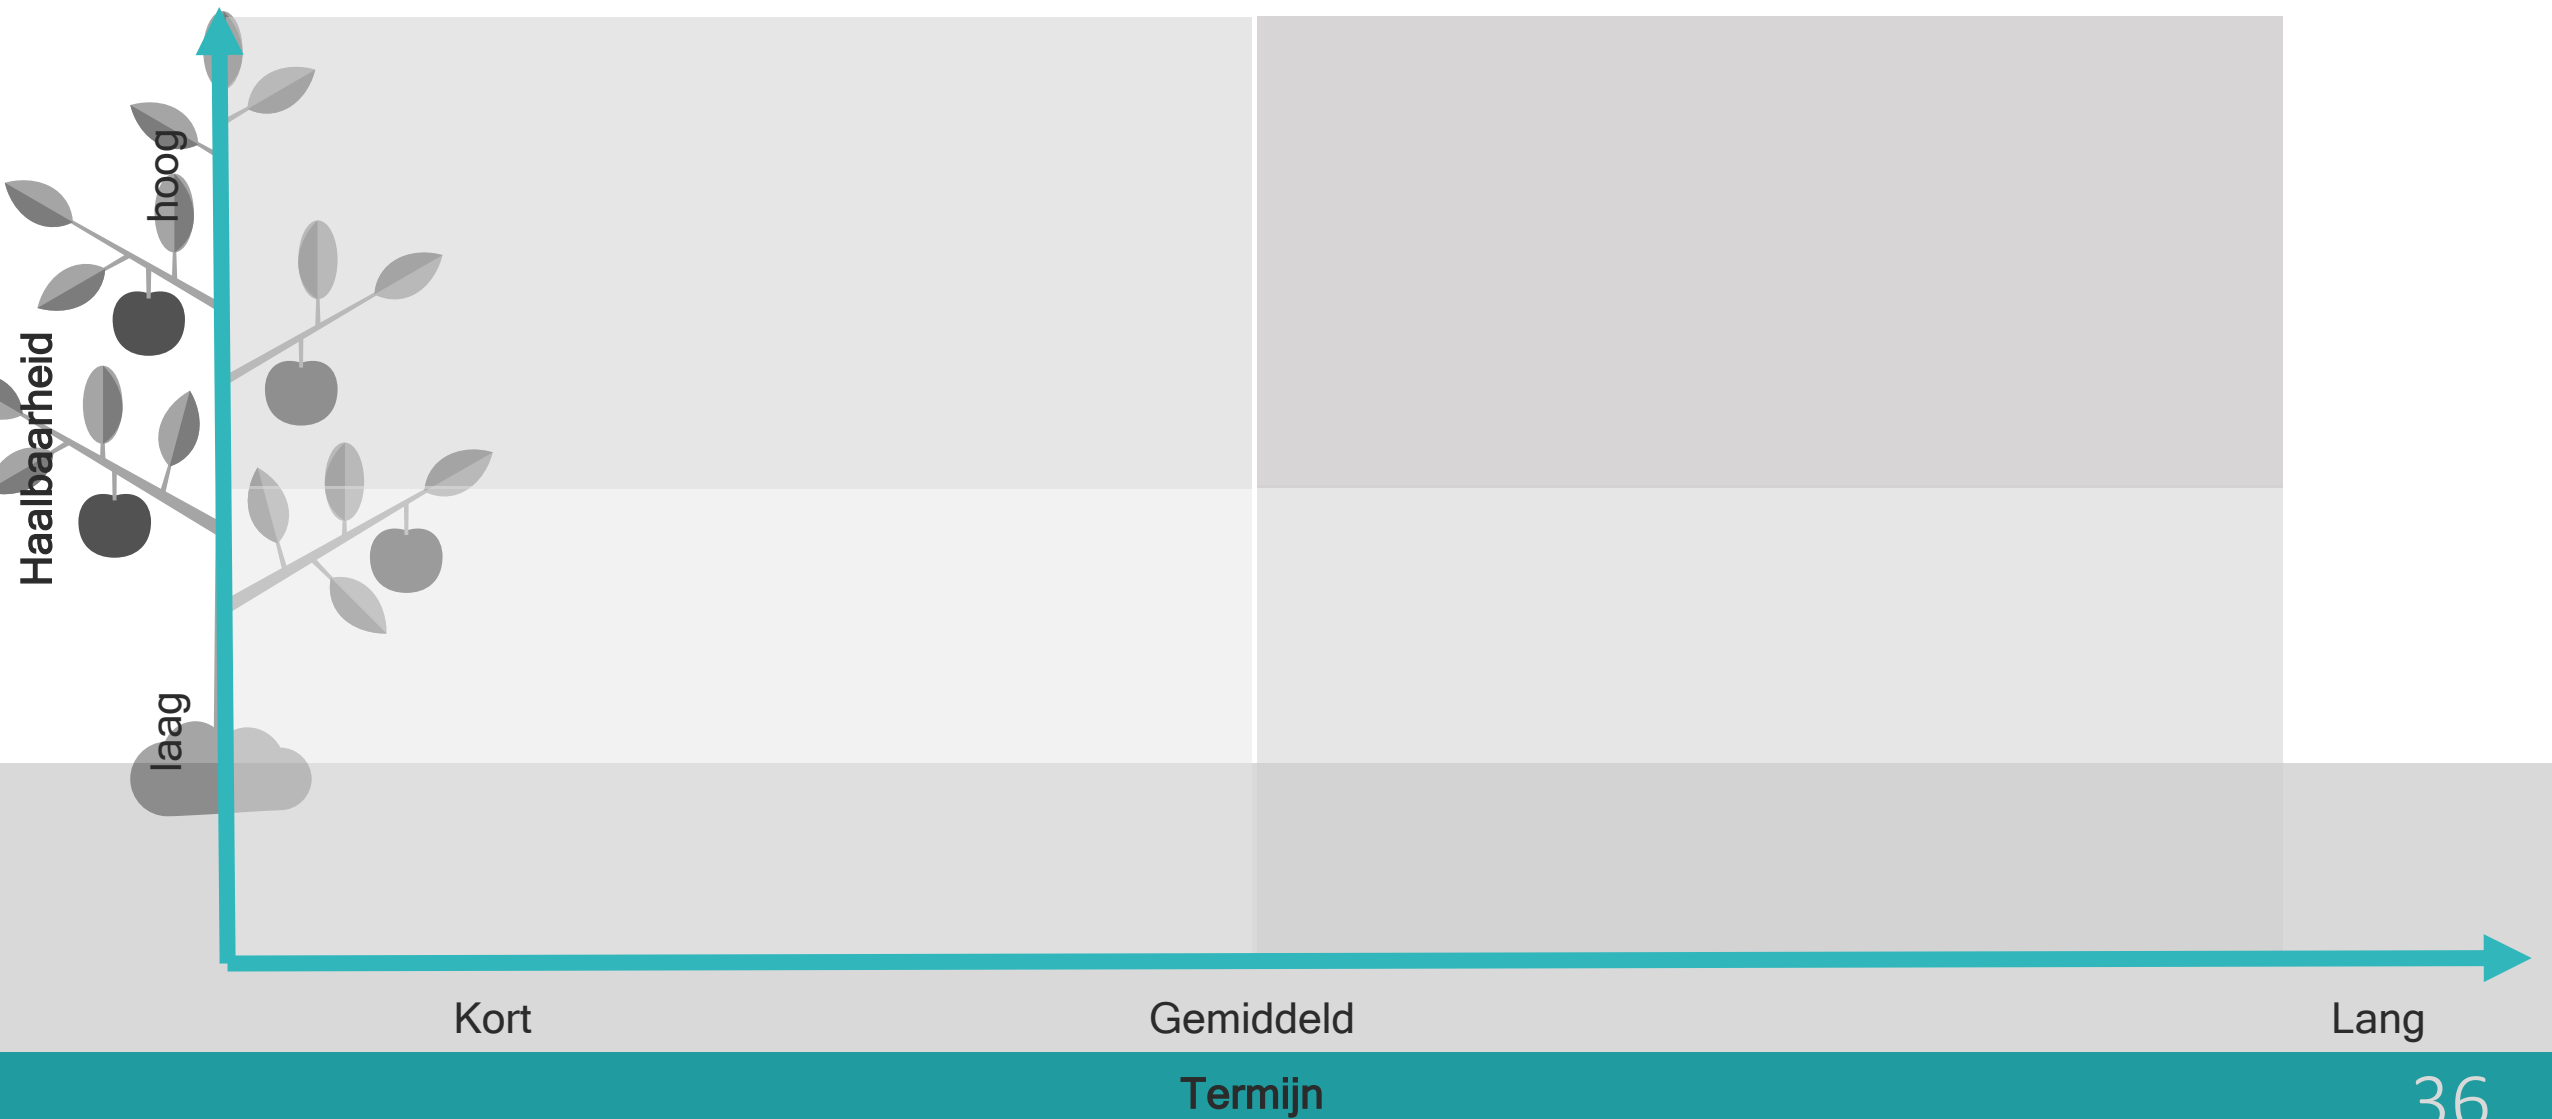 hoog
Haalbaarheid
laag
Kort
Gemiddeld
Lang
Termijn
36